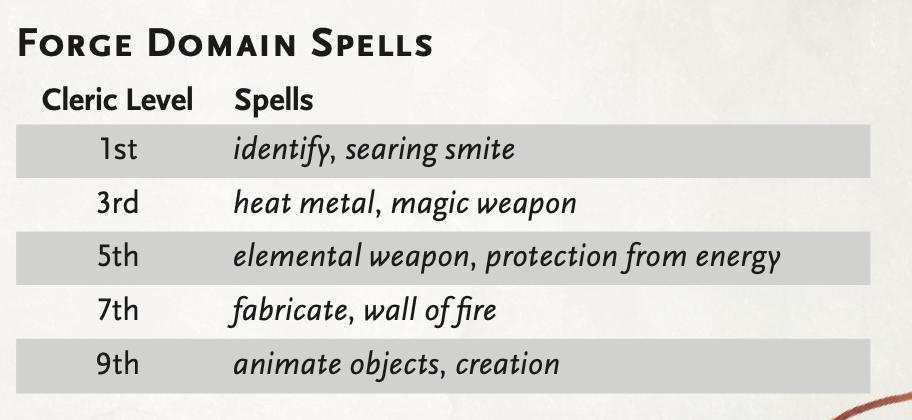 Forge Domain Spells
Cleric Level Spells
1st identify, searing smite
3rd heat metal, magic weapon
5th elemental weapon, protection from energy
7th fabricate, wall of fire
9th animate objects, creation